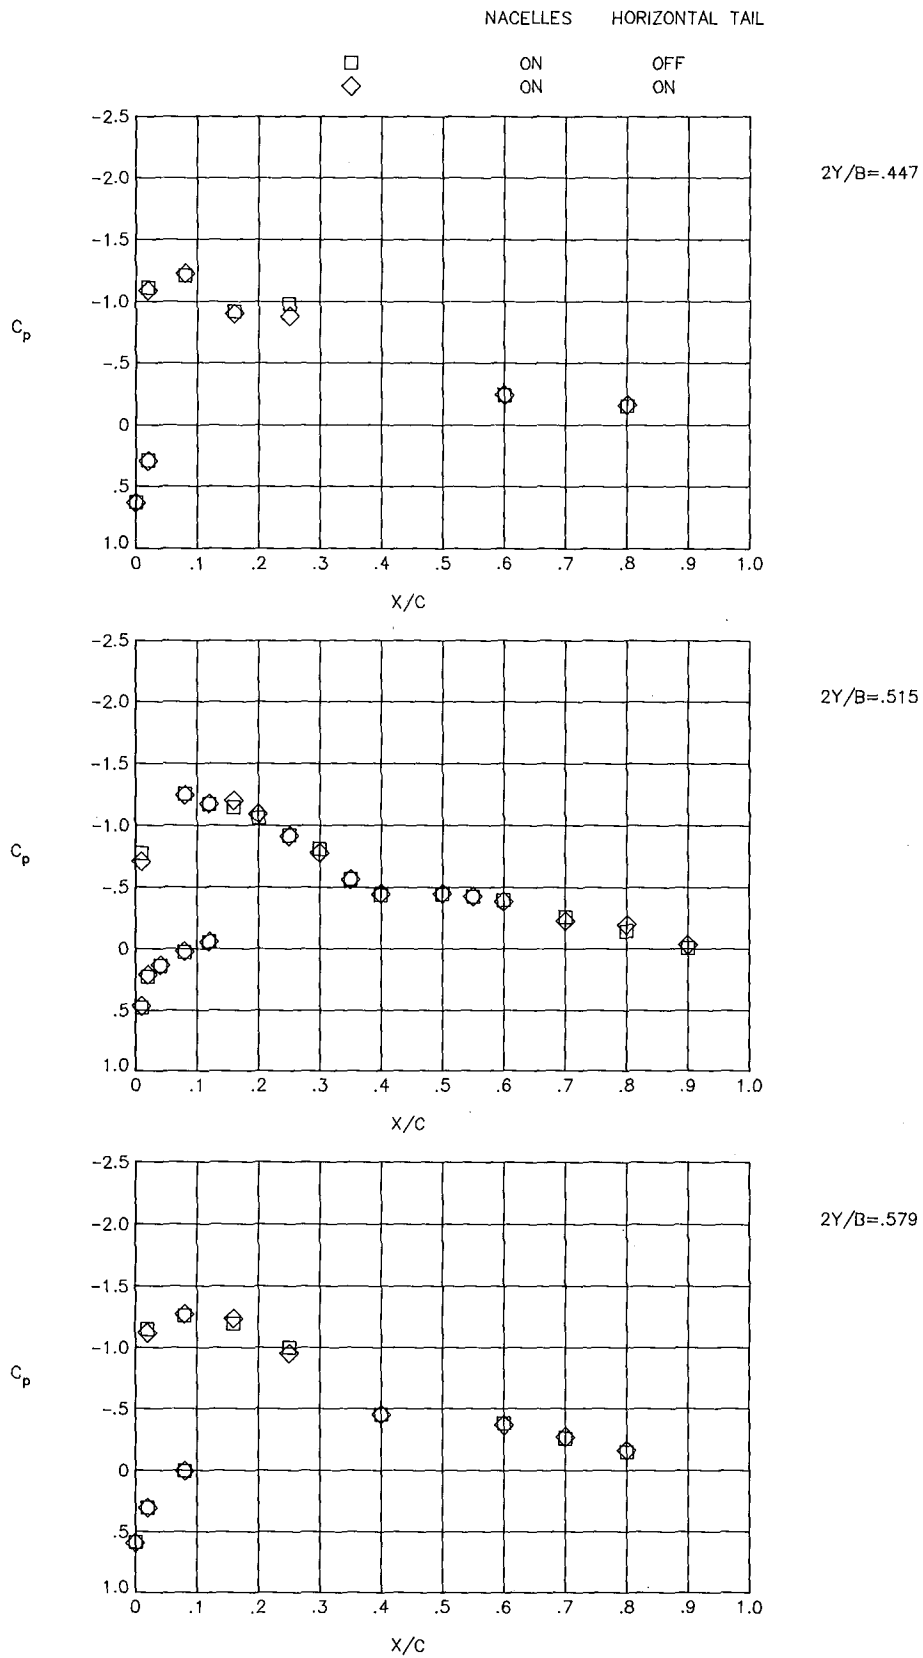 NACELLES HORIZONTAL TAIL
ON OFF
ON ON
2Y/B=.447
-2.5
-2.0
-1.5
-1.0
-.5
0
.5
1.0
Cp
0 .1 .2 .3 .4 .5 .6 .7 .8 .9 1.0
X/C
2Y/B=.515
-2.5
-2.0
-1.5
-1.0
-.5
0
.5
1.0
Cp
0 .1 .2 .3 .4 .5 .6 .7 .8 .9 1.0
X/C
2Y/B=.579
-2.5
-2.0
-1.5
-1.0
-.5
0
.5
1.0
Cp
0 .1 .2 .3 .4 .5 .6 .7 .8 .9 1.0
X/C